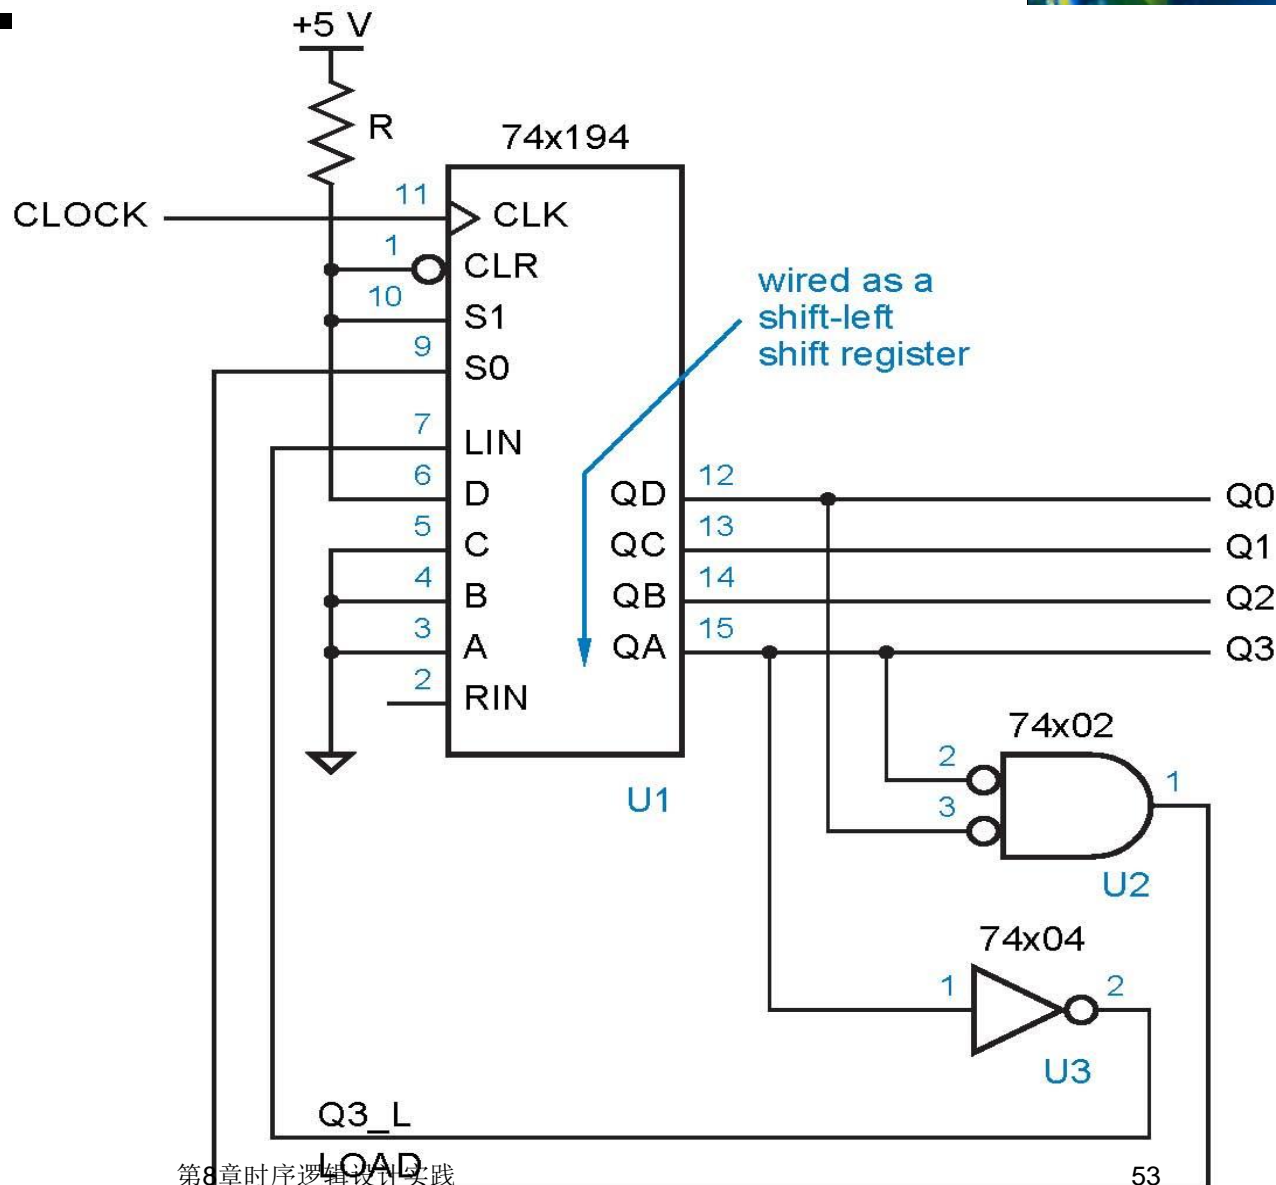 +5 V
R
74x194
CLOCK
11
CLK
1
CLR
10
S1
9
S0
7
LIN
6
D
5
C
4
B
3
A
2
RIN
wired as a
shift-left
shift register
QD
12
Q0
QC
13
Q1
QB
14
Q2
QA
15
Q3
U1
74x02
2
3
1
U2
74x04
1
2
U3
Q3_L
LOAD
第8章时序逻辑设计实践
53